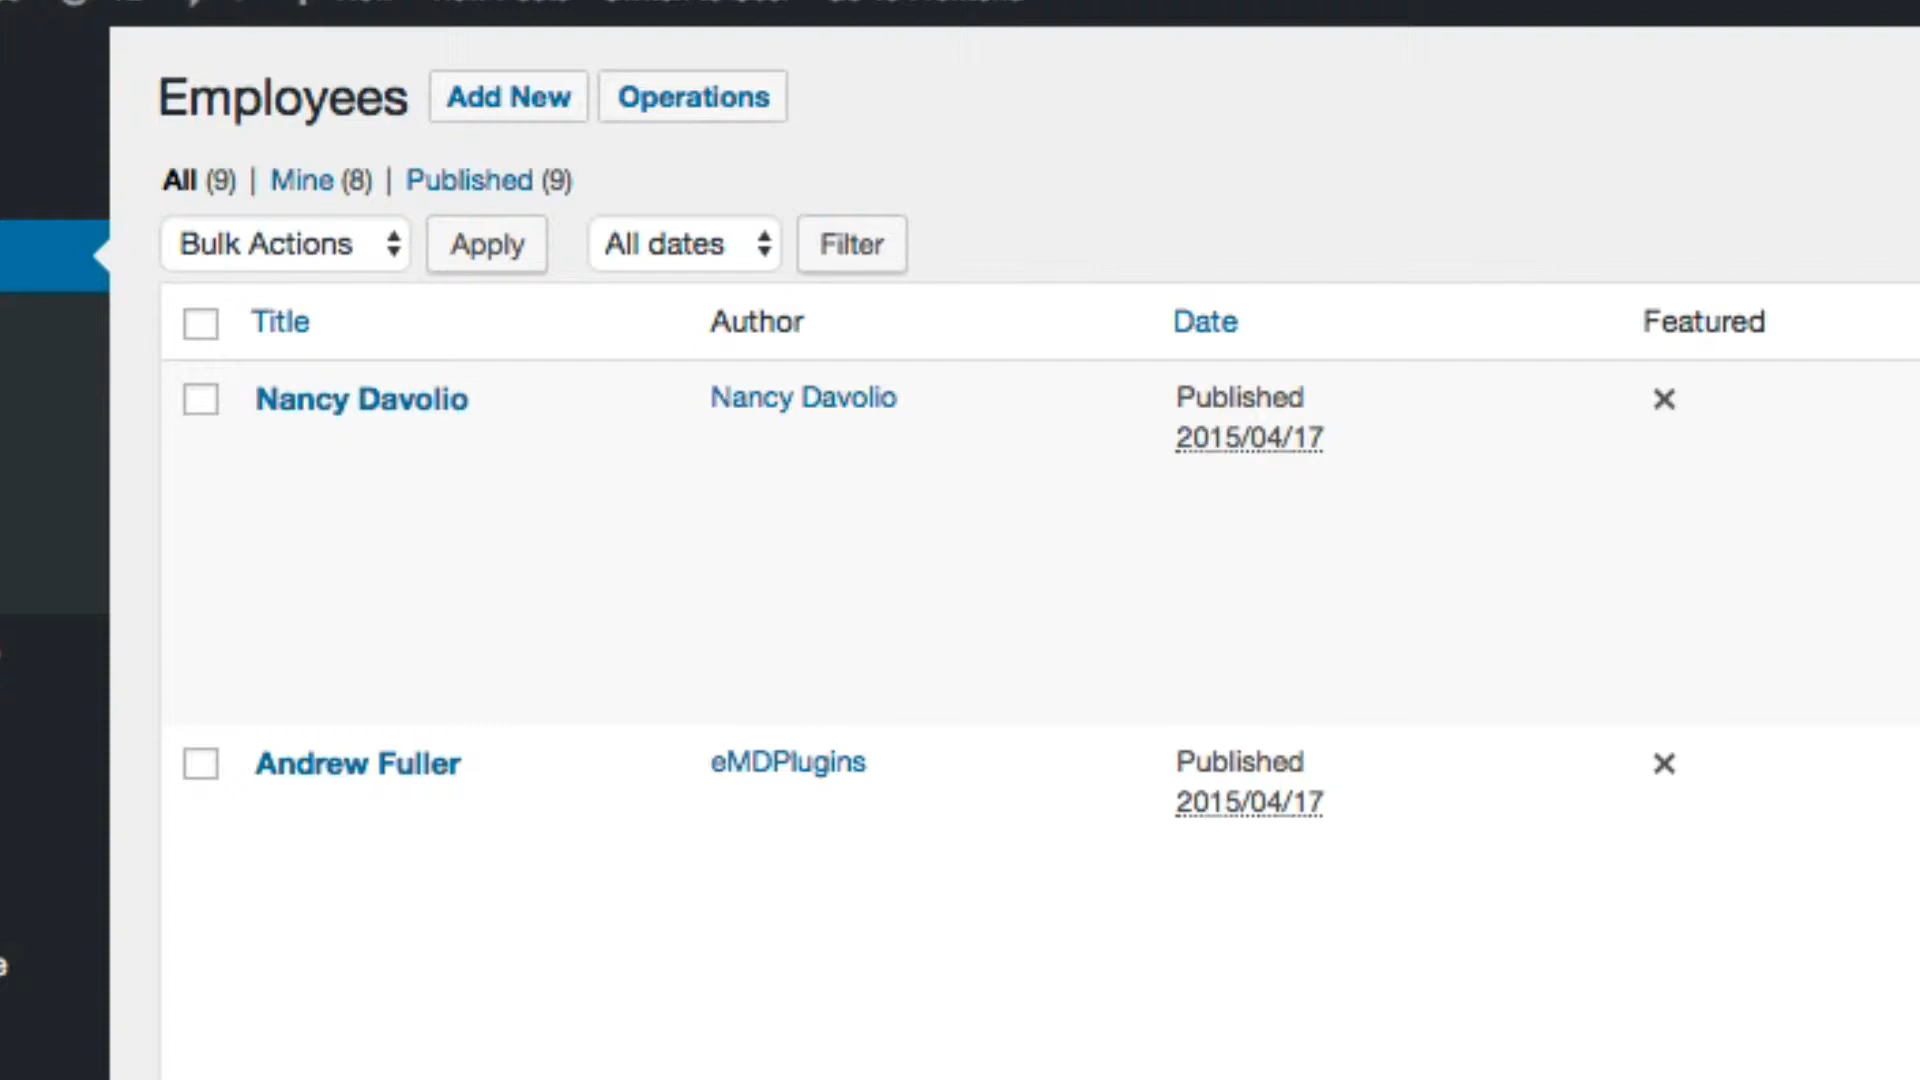 Employees Add New Operations
All (9) | Mine (8) | Published (9)
Bulk Actions Apply All dates Filter
Title Author Date Featured
Nancy Davolio Nancy Davolio Published ×
2015/04/17
Andrew Fuller eMDPlugins Published ×
2015/04/17